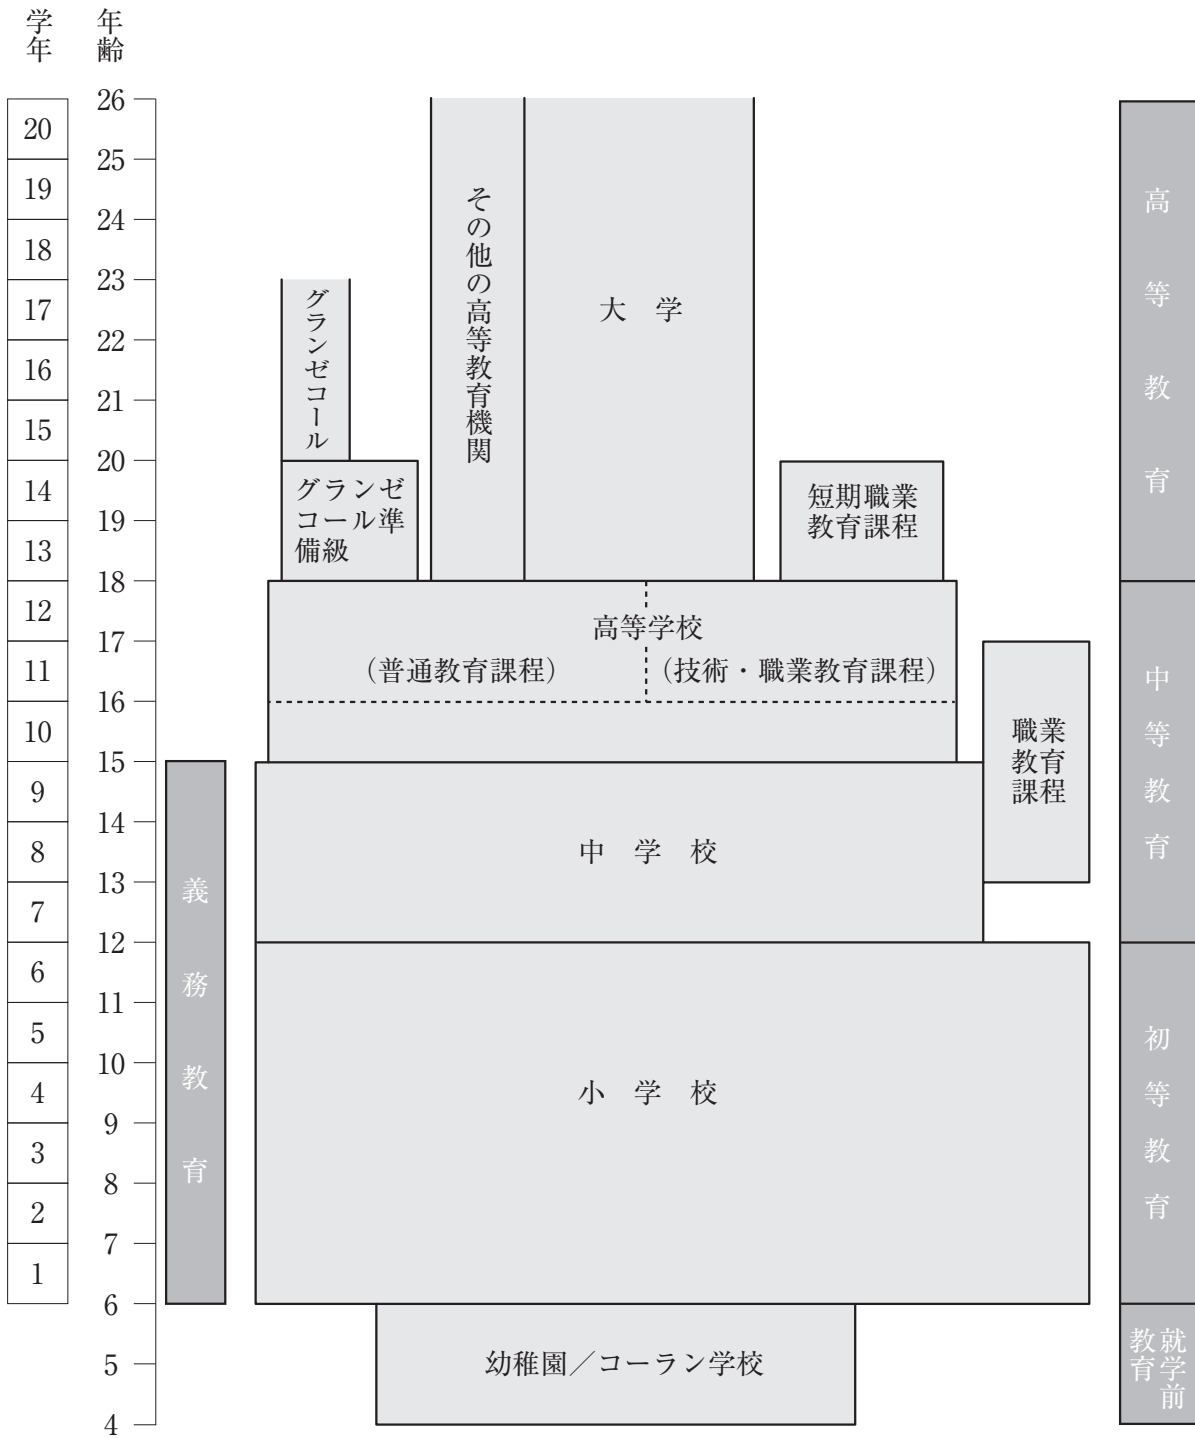 学年
年齢
20
19
18
17
16
15
14
13
12
11
10
9
8
7
6
5
4
3
2
1
26
25
24
23
22
21
20
19
18
17
16
15
14
13
12
11
10
9
8
7
6
5
4
義務教育
グランゼコール
グランゼ
コール準
備級
その他の高等教育機関
大　学
短期職業
教育課程
高等学校
（普通教育課程）
（技術・職業教育課程）
職業
教育
課程
中　学　校
小　学　校
幼稚園／コーラン学校
高等教育
中等教育
初等教育
就学前
教育